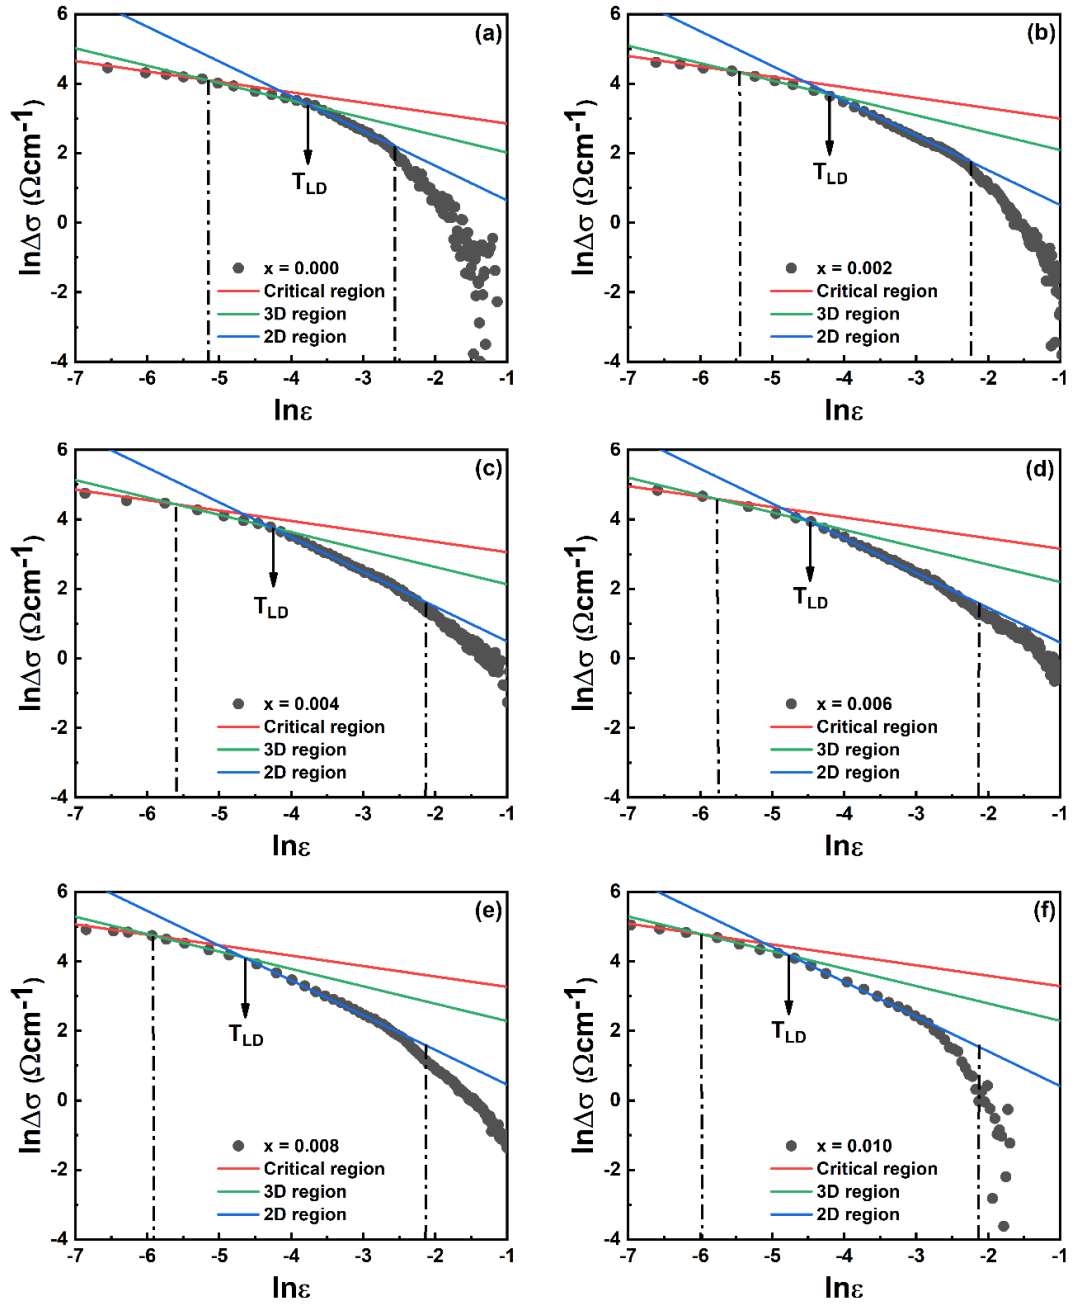 (a)
6
4
2
0
-2
-4
lnΔσ (Ωcm⁻¹)
T_LD
x = 0.000
Critical region
3D region
2D region
-7 -6 -5 -4 -3 -2 -1
lnε
(b)
6
4
2
0
-2
-4
lnΔσ (Ωcm⁻¹)
T_LD
x = 0.002
Critical region
3D region
2D region
-7 -6 -5 -4 -3 -2 -1
lnε
(c)
6
4
2
0
-2
-4
lnΔσ (Ωcm⁻¹)
T_LD
x = 0.004
Critical region
3D region
2D region
-7 -6 -5 -4 -3 -2 -1
lnε
(d)
6
4
2
0
-2
-4
lnΔσ (Ωcm⁻¹)
T_LD
x = 0.006
Critical region
3D region
2D region
-7 -6 -5 -4 -3 -2 -1
lnε
(e)
6
4
2
0
-2
-4
lnΔσ (Ωcm⁻¹)
T_LD
x = 0.008
Critical region
3D region
2D region
-7 -6 -5 -4 -3 -2 -1
lnε
(f)
6
4
2
0
-2
-4
lnΔσ (Ωcm⁻¹)
T_LD
x = 0.010
Critical region
3D region
2D region
-7 -6 -5 -4 -3 -2 -1
lnε